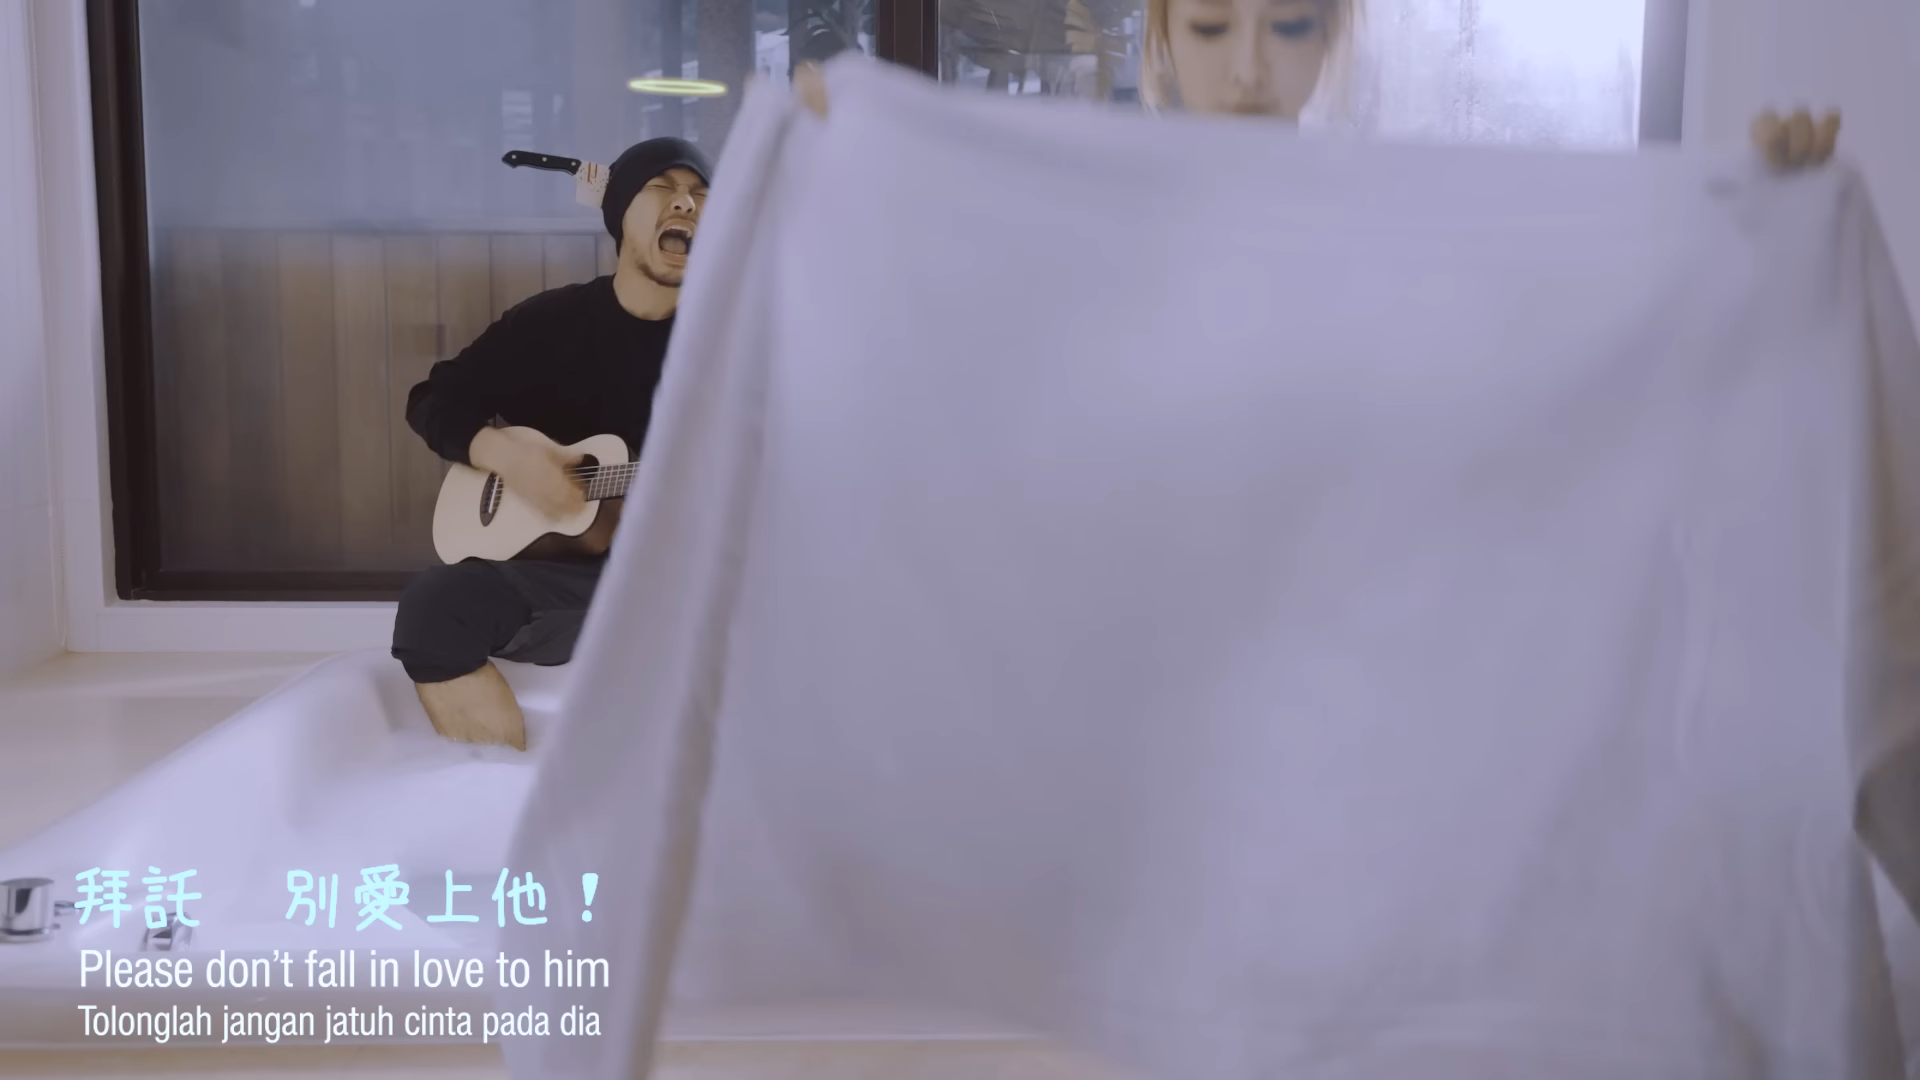 拜託　別愛上他！
Please don't fall in love to him
Tolonglah jangan jatuh cinta pada dia